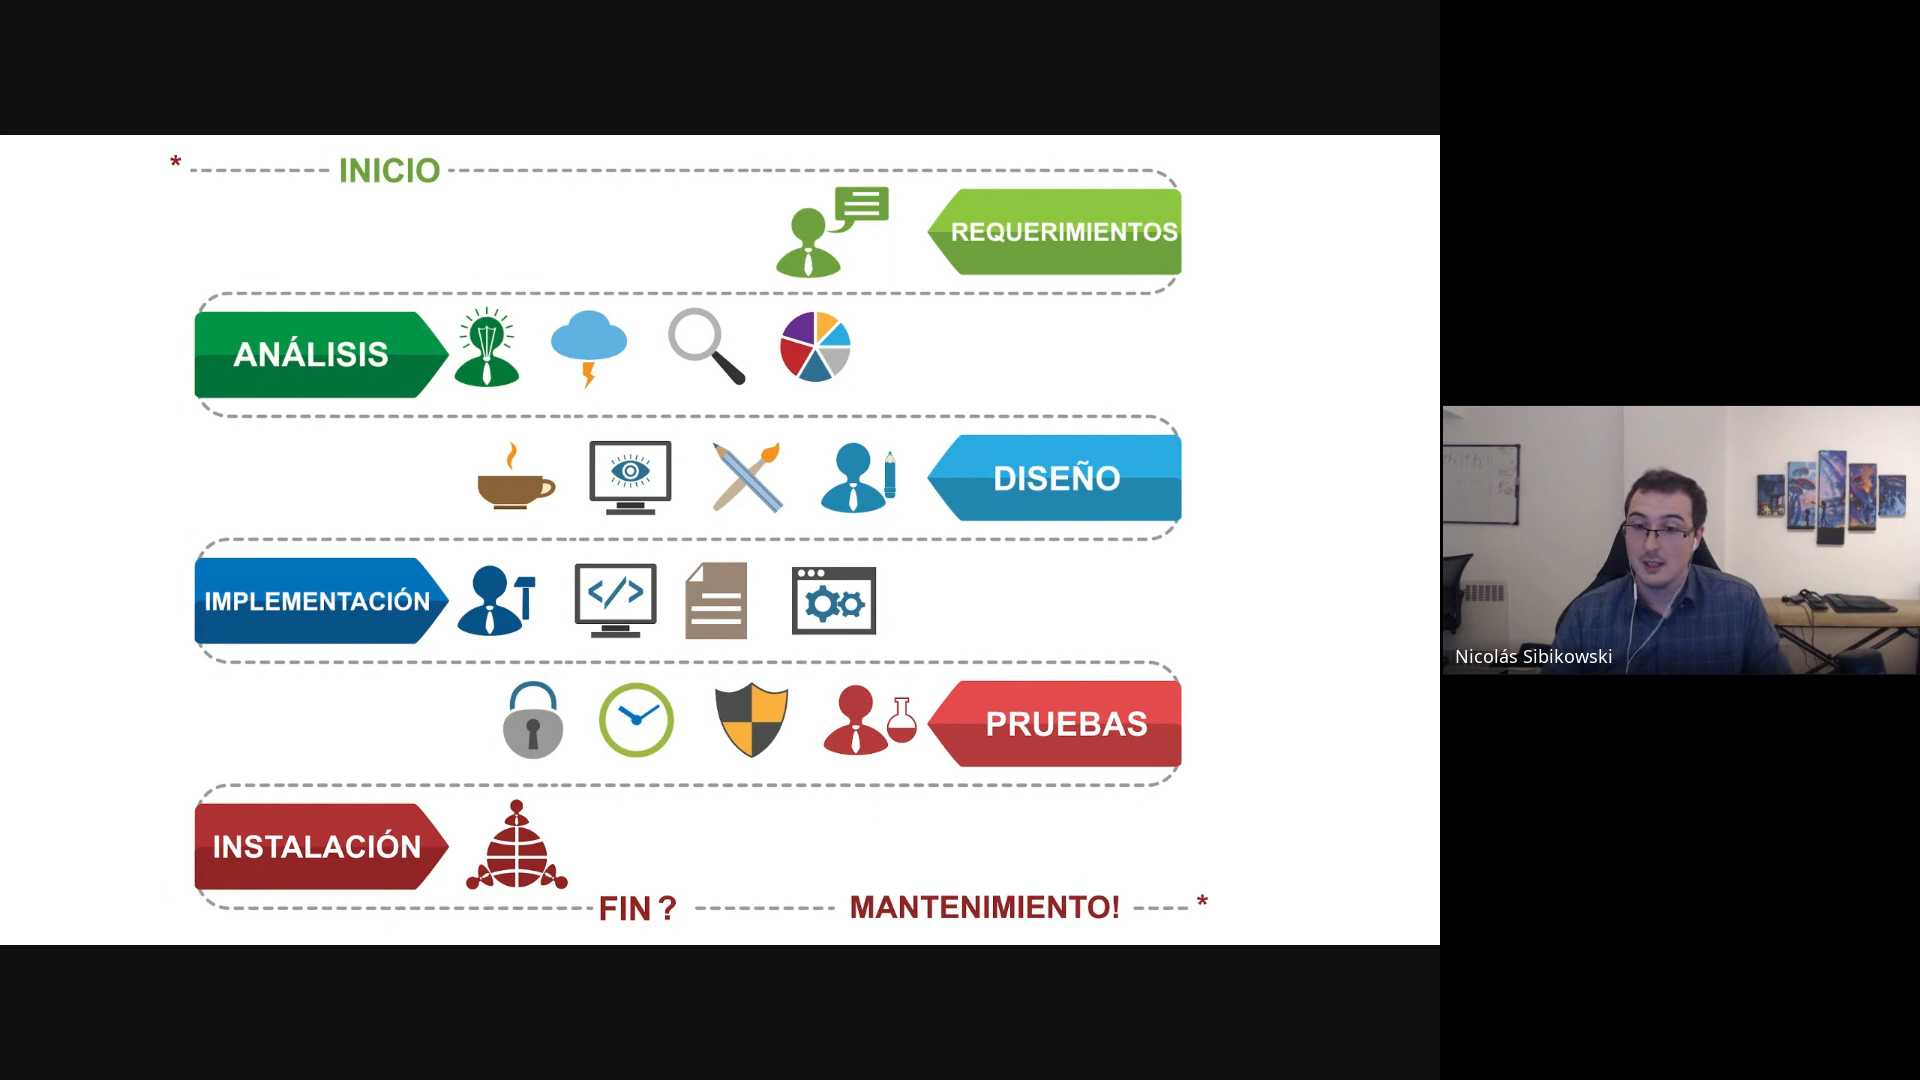 * INICIO
REQUERIMIENTOS
ANÁLISIS
DISEÑO
IMPLEMENTACIÓN
</>
PRUEBAS
INSTALACIÓN
FIN ? MANTENIMIENTO! *
Nicolás Sibikowski